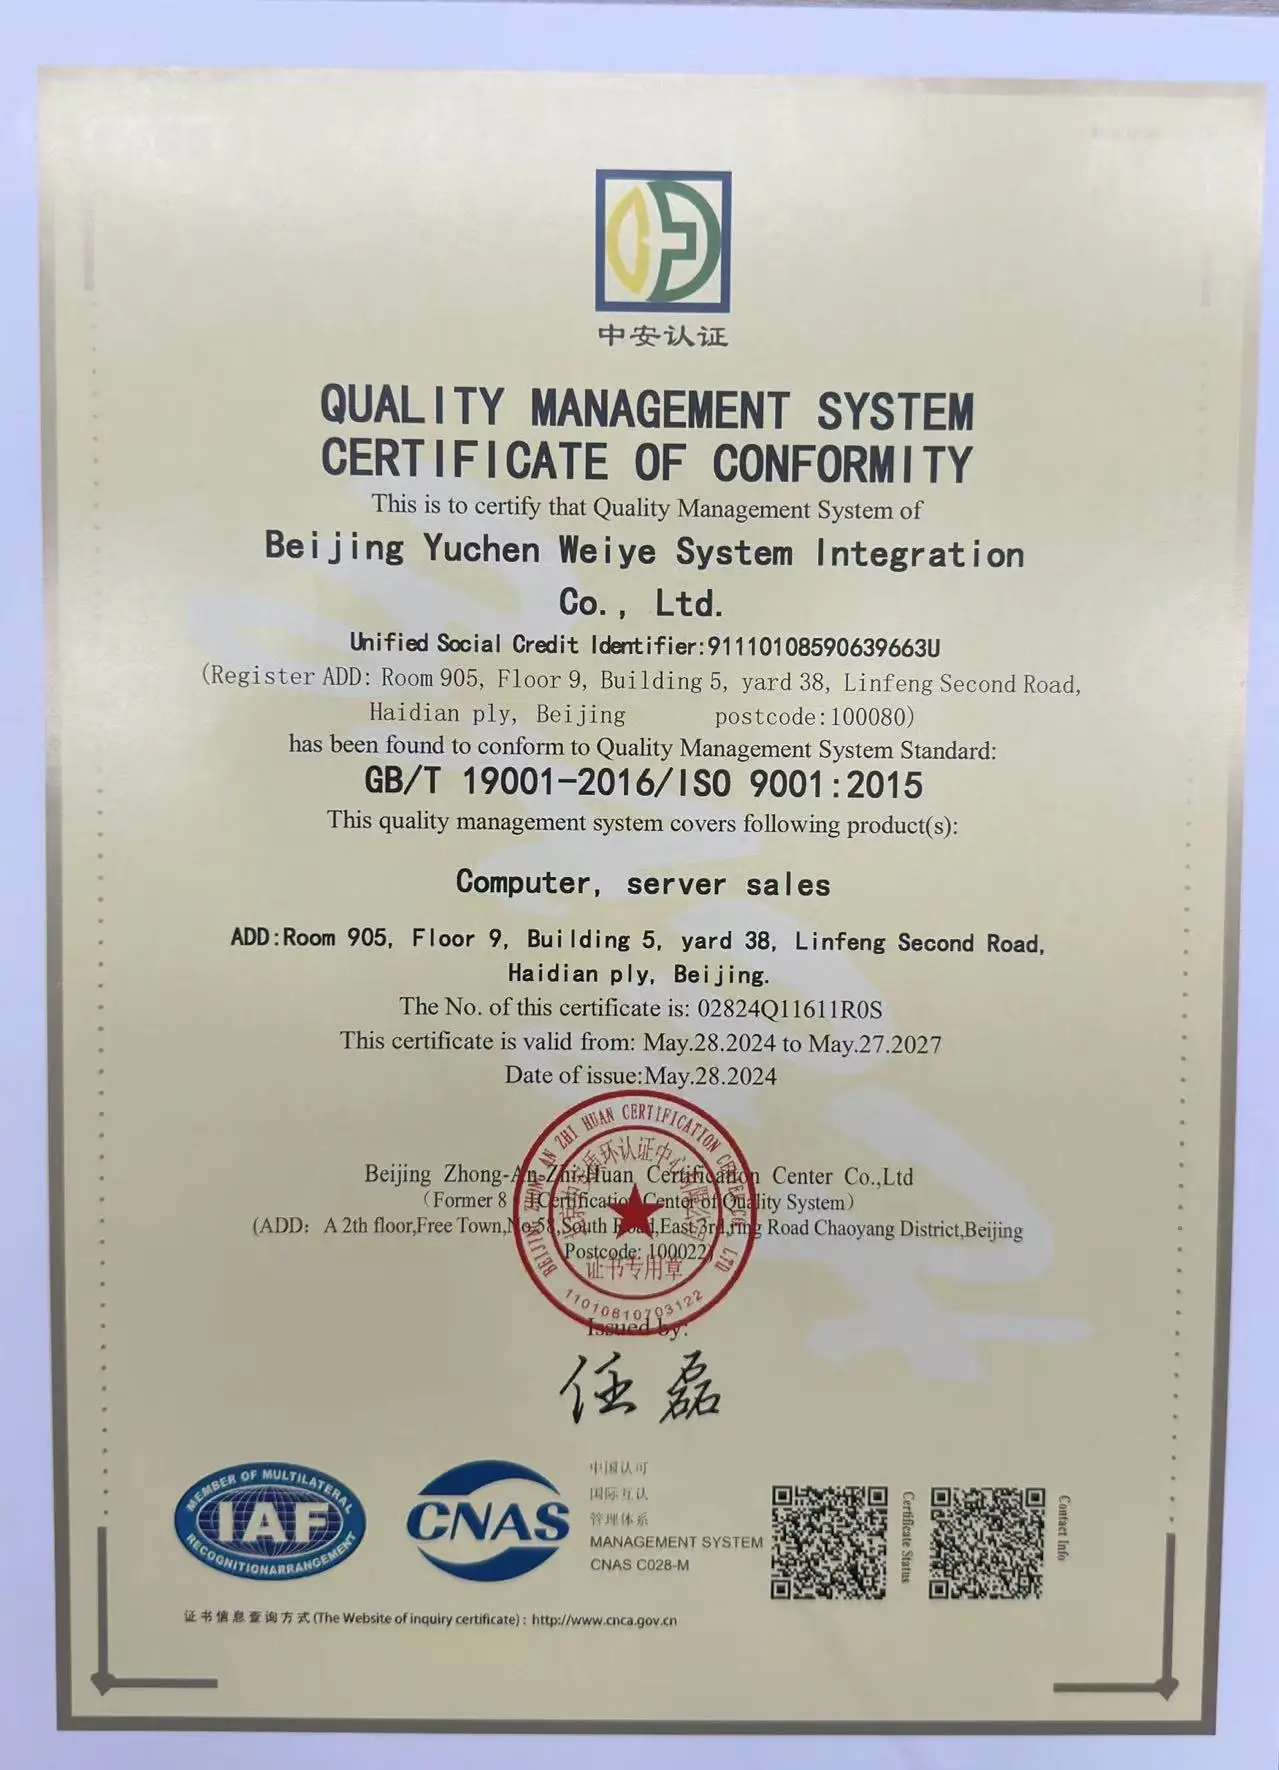 中安认证
QUALITY MANAGEMENT SYSTEM
CERTIFICATE OF CONFORMITY
This is to certify that Quality Management System of
Beijing Yuchen Weiye System Integration
Co., Ltd.
Unified Social Credit Identifier:91110108590639663U
(Register ADD: Room 905, Floor 9, Building 5, yard 38, Linfeng Second Road,
Haidian ply, Beijing postcode:100080)
has been found to conform to Quality Management System Standard:
GB/T 19001-2016/ISO 9001:2015
This quality management system covers following product(s):
Computer, server sales
ADD:Room 905, Floor 9, Building 5, yard 38, Linfeng Second Road,
Haidian ply, Beijing.
The No. of this certificate is: 02824Q11611R0S
This certificate is valid from: May.28.2024 to May.27.2027
Date of issue:May.28.2024
Beijing Zhong-An-Zhi-Huan Certification Center Co.,Ltd
(Former 8 Certification Center of Quality System)
(ADD: A 2th floor,Free Town,No.58,South Road,East 3rd,ring Road Chaoyang District,Beijing
Postcode: 100022)
证书专用章
11010810703122
Issued by:
任磊
MEMBER OF MULTILATERAL
IAF
RECOGNITIONARRANGEMENT
CNAS
中国认可
国际互认
管理体系
MANAGEMENT SYSTEM
CNAS C028-M
Certificate Status
Contact Info
证书信息查询方式(The Website of inquiry certificate) : http://www.cnca.gov.cn